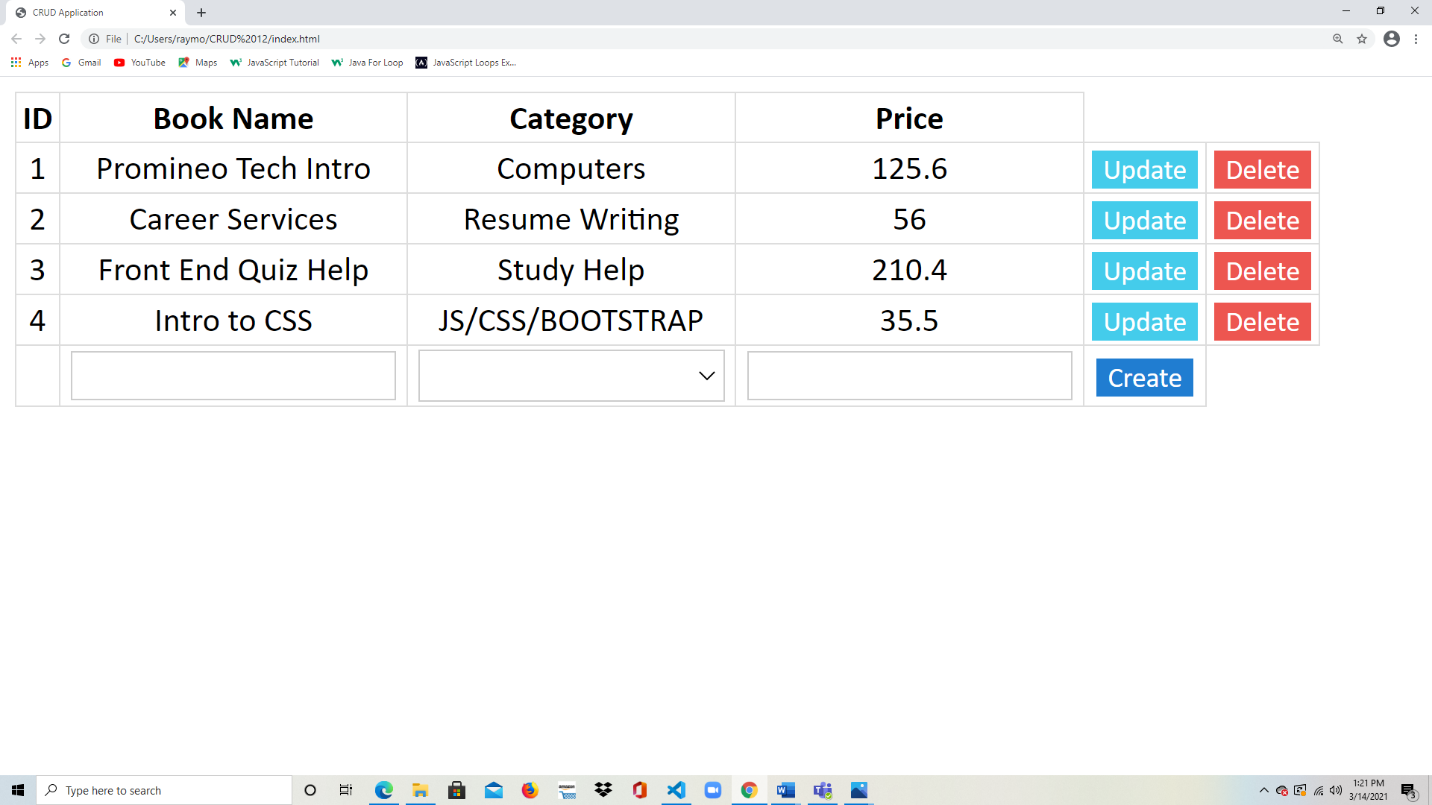 CRUD Application
File C:/Users/raymo/CRUD%2012/index.html
Apps Gmail YouTube Maps JavaScript Tutorial Java For Loop JavaScript Loops Ex...
ID Book Name Category Price
1 Promineo Tech Intro Computers 125.6 Update Delete
2 Career Services Resume Writing 56 Update Delete
3 Front End Quiz Help Study Help 210.4 Update Delete
4 Intro to CSS JS/CSS/BOOTSTRAP 35.5 Update Delete
Create
Type here to search
1:21 PM
3/14/2021
3